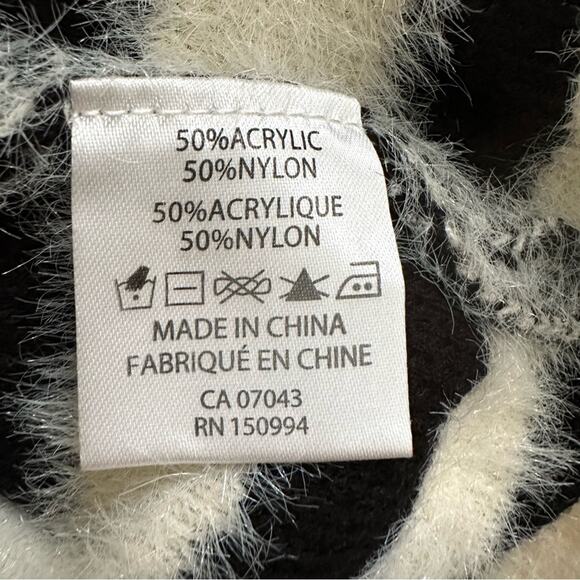 50%ACRYLIC
50%NYLON
50%ACRYLIQUE
50%NYLON
MADE IN CHINA
FABRIQUÉ EN CHINE
CA 07043
RN 150994